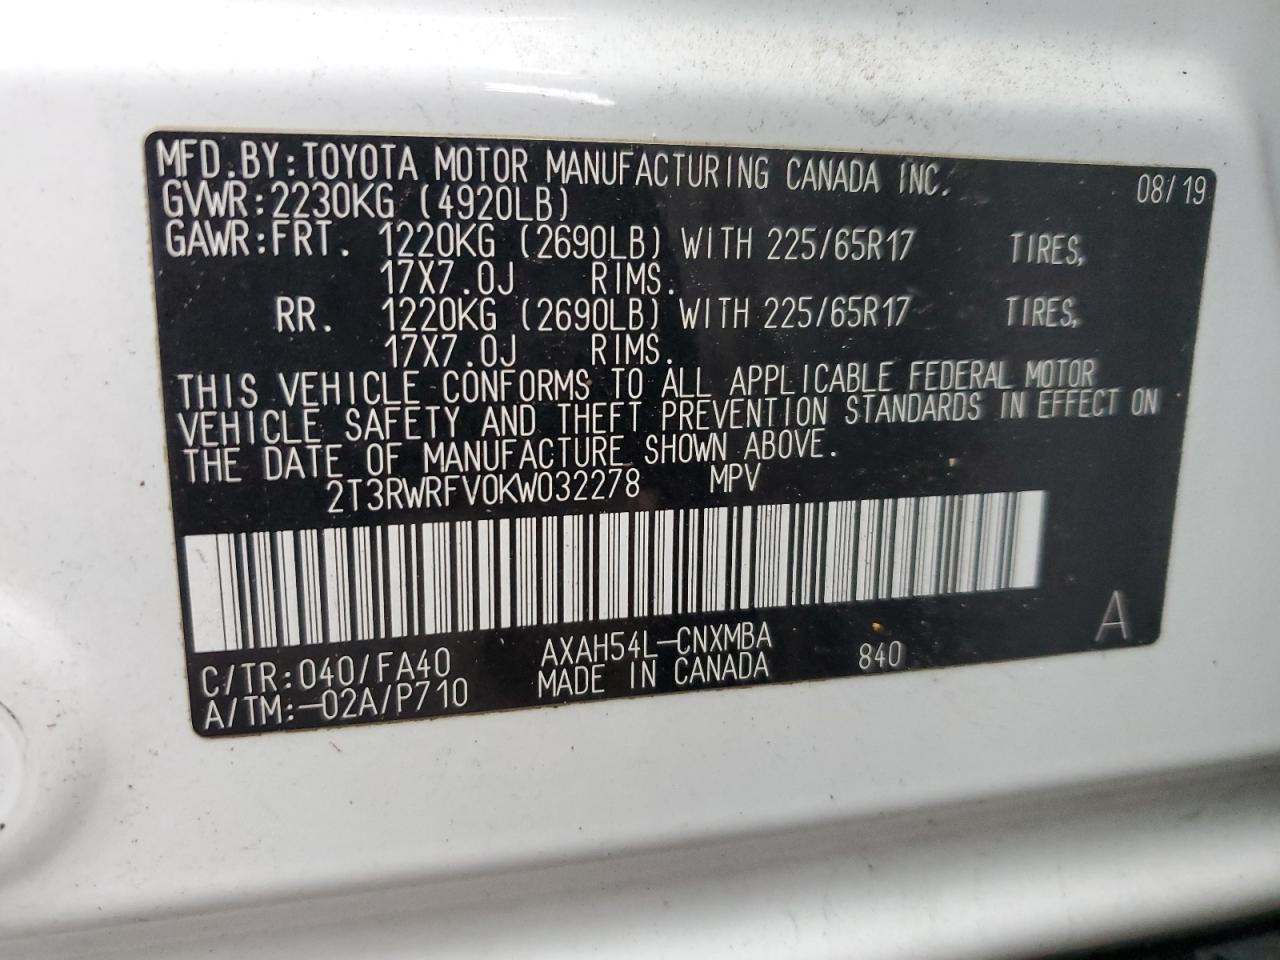 MFD.BY:TOYOTA MOTOR MANUFACTURING CANADA INC. 08/19
GVWR:2230KG (4920LB)
GAWR:FRT. 1220KG (2690LB) WITH 225/65R17 TIRES,
17X7.0J RIMS.
RR. 1220KG (2690LB) WITH 225/65R17 TIRES,
17X7.0J RIMS.
THIS VEHICLE CONFORMS TO ALL APPLICABLE FEDERAL MOTOR
VEHICLE SAFETY AND THEFT PREVENTION STANDARDS IN EFFECT ON
THE DATE OF MANUFACTURE SHOWN ABOVE.
2T3RWRFV0KW032278 MPV
C/TR:040/FA40 AXAH54L-CNXMBA 840 A
A/TM:-02A/P710 MADE IN CANADA